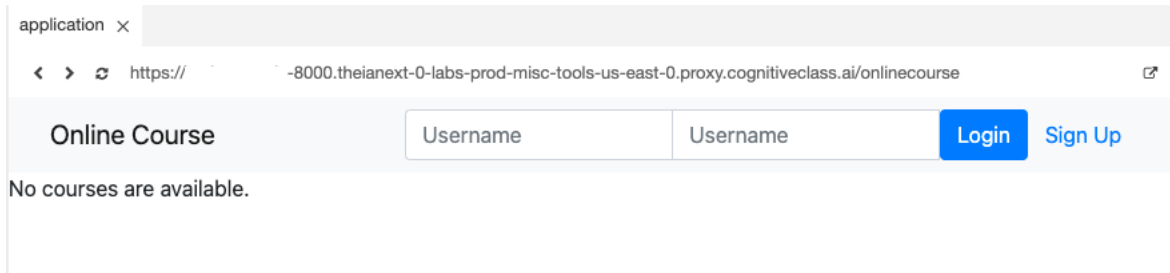 application ×
https:// -8000.theianext-0-labs-prod-misc-tools-us-east-0.proxy.cognitiveclass.ai/onlinecourse
Online Course Username Username Login Sign Up
No courses are available.